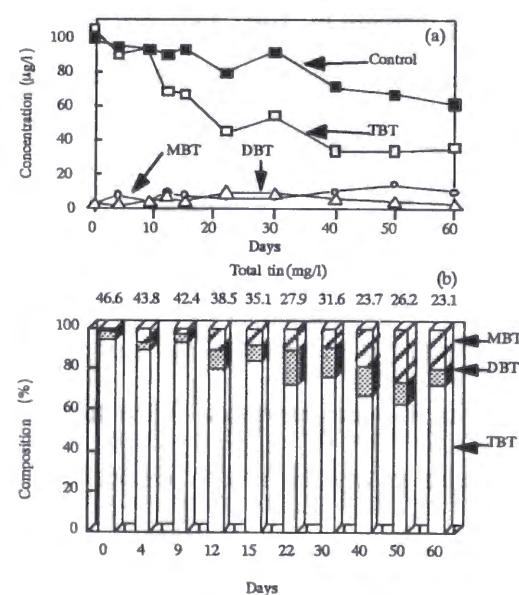 (a)
Concentration (µg/l)
100
80
60
40
20
0
Control
TBT
MBT
DBT
0 10 20 30 40 50 60
Days
Total tin (mg/l)
(b)
46.6 43.8 42.4 38.5 35.1 27.9 31.6 23.7 26.2 23.1
Composition (%)
100
80
60
40
20
0
MBT
DBT
TBT
0 4 9 12 15 22 30 40 50 60
Days